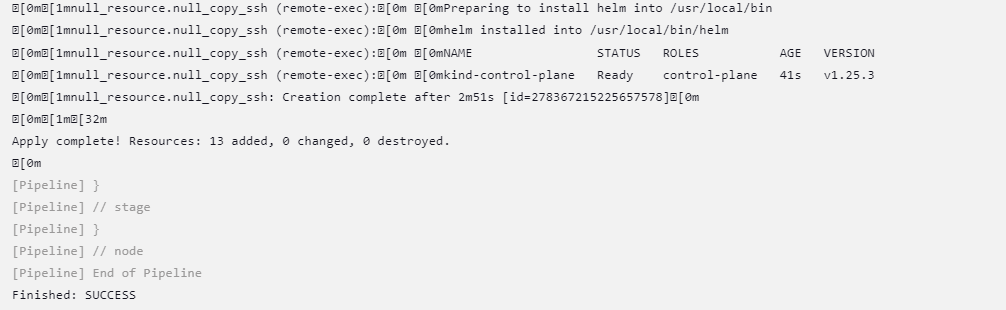 ␛[0m␛[1mnull_resource.null_copy_ssh (remote-exec):␛[0m ␛[0mPreparing to install helm into /usr/local/bin
␛[0m␛[1mnull_resource.null_copy_ssh (remote-exec):␛[0m ␛[0mhelm installed into /usr/local/bin/helm
␛[0m␛[1mnull_resource.null_copy_ssh (remote-exec):␛[0m ␛[0mNAME                 STATUS   ROLES           AGE   VERSION
␛[0m␛[1mnull_resource.null_copy_ssh (remote-exec):␛[0m ␛[0mkind-control-plane   Ready    control-plane   41s   v1.25.3
␛[0m␛[1mnull_resource.null_copy_ssh: Creation complete after 2m51s [id=278367215225657578]␛[0m
␛[0m␛[1m␛[32m
Apply complete! Resources: 13 added, 0 changed, 0 destroyed.
␛[0m
[Pipeline] }
[Pipeline] // stage
[Pipeline] }
[Pipeline] // node
[Pipeline] End of Pipeline
Finished: SUCCESS